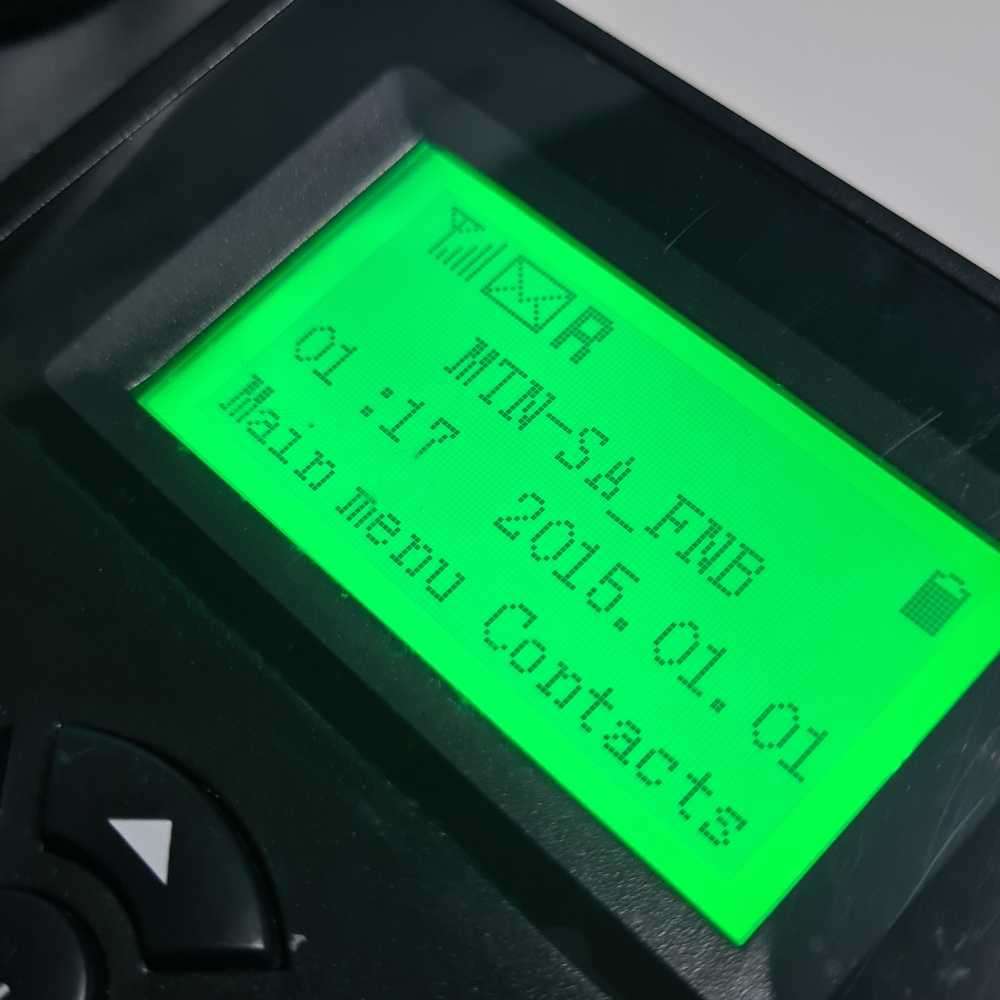 R
MTN-SA_FNB
01:17 2015.01.01
Main menu Contacts